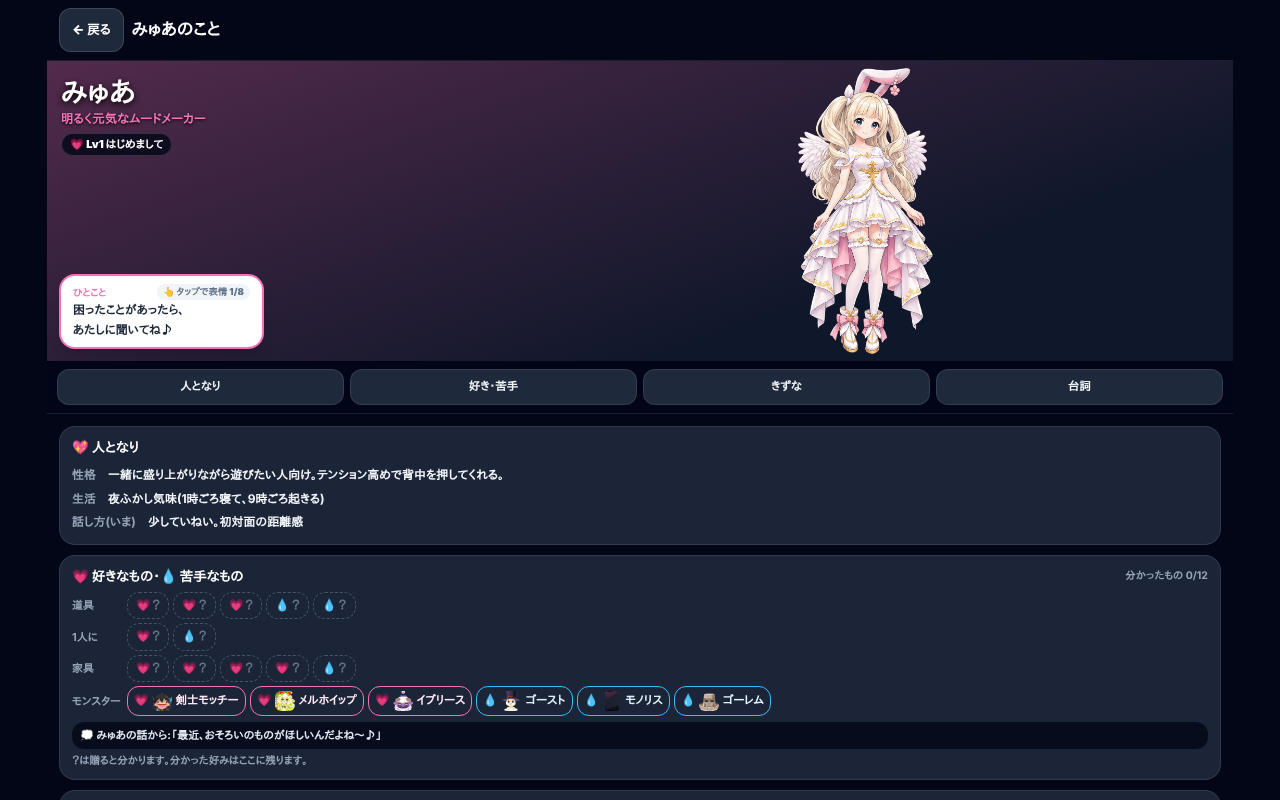 ← 戻る みゅあのこと
みゅあ
明るく元気なムードメーカー
Lv1 はじめまして
ひとこと タップで表情 1/8
困ったことがあったら、
あたしに聞いてね♪
人となり 好き・苦手 きずな 台詞
人となり
性格 一緒に盛り上がりながら遊びたい人向け。テンション高めで背中を押してくれる。
生活 夜ふかし気味(1時ごろ寝て、9時ごろ起きる)
話し方(いま) 少していねい。初対面の距離感
好きなもの・苦手なもの 分かったもの 0/12
道具 ? ? ? ? ?
1人に ? ?
家具 ? ? ? ? ?
モンスター 剣士モッチー メルホイップ イブリース ゴースト モノリス ゴーレム
みゅあの話から:「最近、おそろいのものがほしいんだよね〜♪」
?は贈ると分かります。分かった好みはここに残ります。